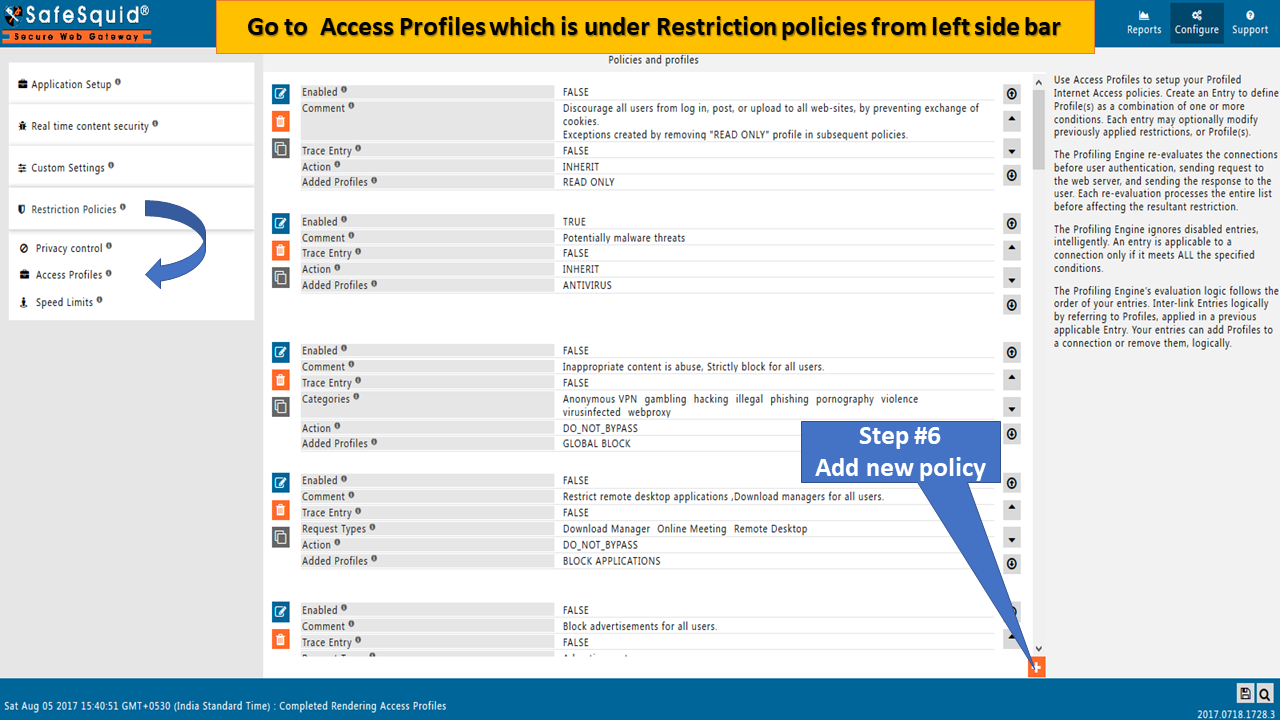 SafeSquid®
Secure Web Gateway
Go to Access Profiles which is under Restriction policies from left side bar
Reports
Configure
Support
Application Setup
Real time content security
Custom Settings
Restriction Policies
Privacy control
Access Profiles
Speed Limits
Policies and profiles
Enabled FALSE
Comment Discourage all users from log in, post, or upload to all web-sites, by preventing exchange of
cookies.
Exceptions created by removing "READ ONLY" profile in subsequent policies.
Trace Entry FALSE
Action INHERIT
Added Profiles READ ONLY
Enabled TRUE
Comment Potentially malware threats
Trace Entry FALSE
Action INHERIT
Added Profiles ANTIVIRUS
Enabled FALSE
Comment Inappropriate content is abuse, Strictly block for all users.
Trace Entry FALSE
Categories Anonymous VPN gambling hacking illegal phishing pornography violence
virusinfected webproxy
Action DO_NOT_BYPASS
Added Profiles GLOBAL BLOCK
Enabled FALSE
Comment Restrict remote desktop applications ,Download managers for all users.
Trace Entry FALSE
Request Types Download Manager Online Meeting Remote Desktop
Action DO_NOT_BYPASS
Added Profiles BLOCK APPLICATIONS
Enabled FALSE
Comment Block advertisements for all users.
Trace Entry FALSE
Step #6
Add new policy
Use Access Profiles to setup your Profiled
Internet Access policies. Create an Entry to define
Profile(s) as a combination of one or more
conditions. Each entry may optionally modify
previously applied restrictions, or Profile(s).
The Profiling Engine re-evaluates the connections
before user authentication, sending request to
the web server, and sending the response to the
user. Each re-evaluation processes the entire list
before affecting the resultant restriction.
The Profiling Engine ignores disabled entries,
intelligently. An entry is applicable to a
connection only if it meets ALL the specified
conditions.
The Profiling Engine's evaluation logic follows the
order of your entries. Inter-link Entries logically
by referring to Profiles, applied in a previous
applicable Entry. Your entries can add Profiles to
a connection or remove them, logically.
Sat Aug 05 2017 15:40:51 GMT+0530 (India Standard Time) : Completed Rendering Access Profiles
2017.0718.1728.3